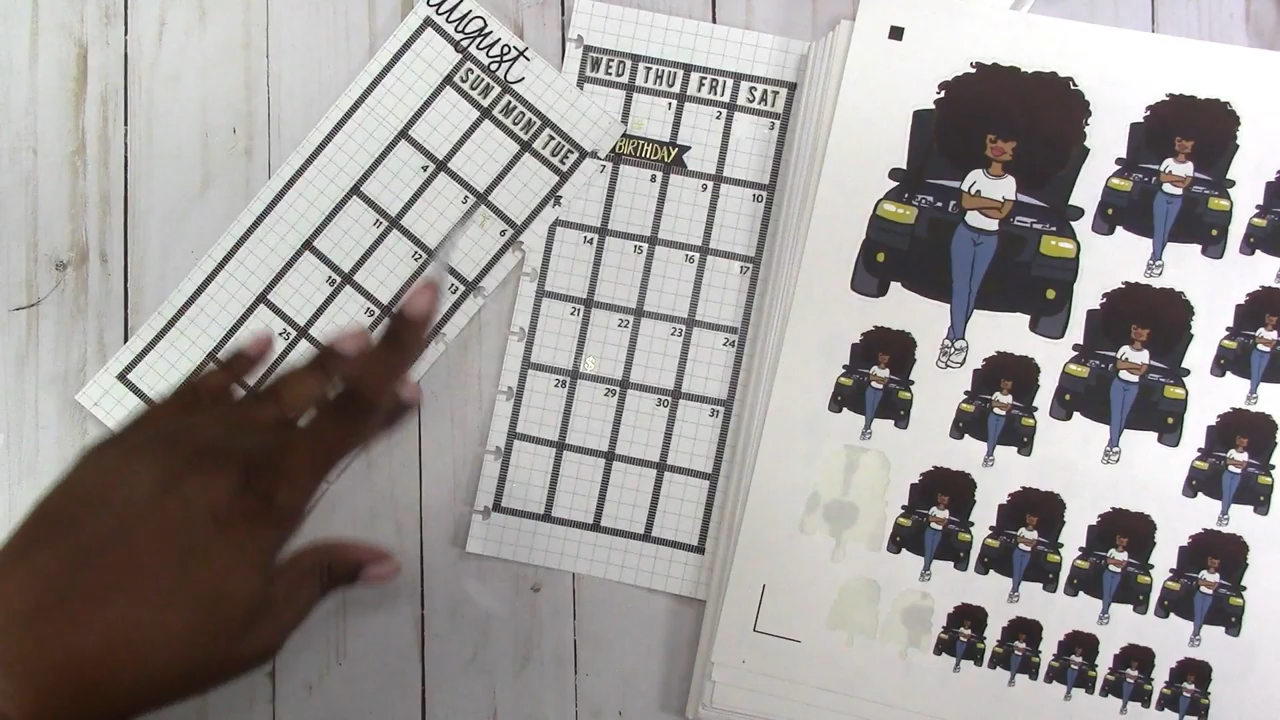 august
SUN MON TUE
4
5 6
11 12 13
18 19
25
WED THU FRI SAT
1 2 3
BIRTHDAY
7 8 9 10
14 15 16 17
21 22 23 24
$
28 29 30 31